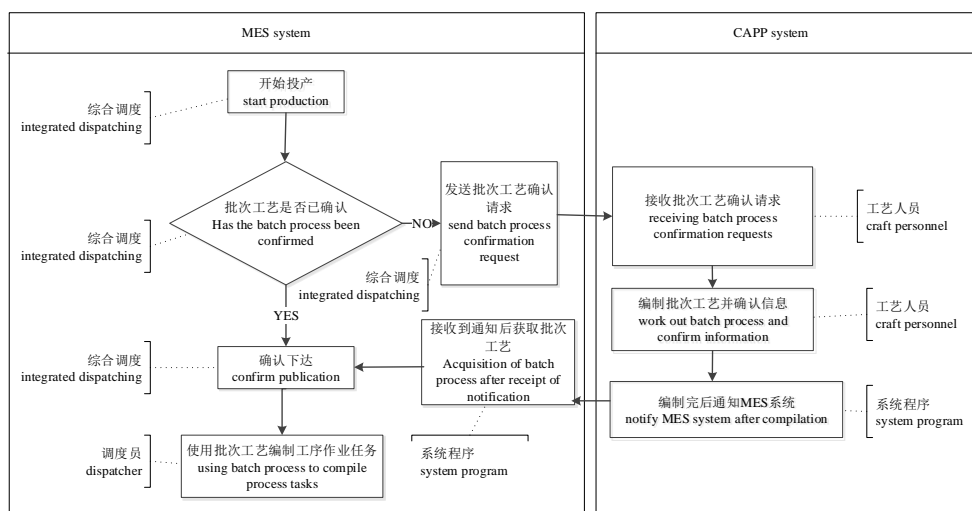 MES system
CAPP system
开始投产
start production
综合调度
integrated dispatching
批次工艺是否已确认
Has the batch process been
confirmed
综合调度
integrated dispatching
NO
发送批次工艺确认
请求
send batch process
confirmation
request
综合调度
integrated dispatching
接收批次工艺确认请求
receiving batch process
confirmation requests
工艺人员
craft personnel
编制批次工艺并确认信息
work out batch process and
confirm information
工艺人员
craft personnel
YES
接收到通知后获取批次
工艺
Acquisition of batch
process after receipt of
notification
确认下达
confirm publication
综合调度
integrated dispatching
编制完后通知MES系统
notify MES system after compilation
系统程序
system program
使用批次工艺编制工序作业任务
using batch process to compile
process tasks
调度员
dispatcher
系统程序
system program